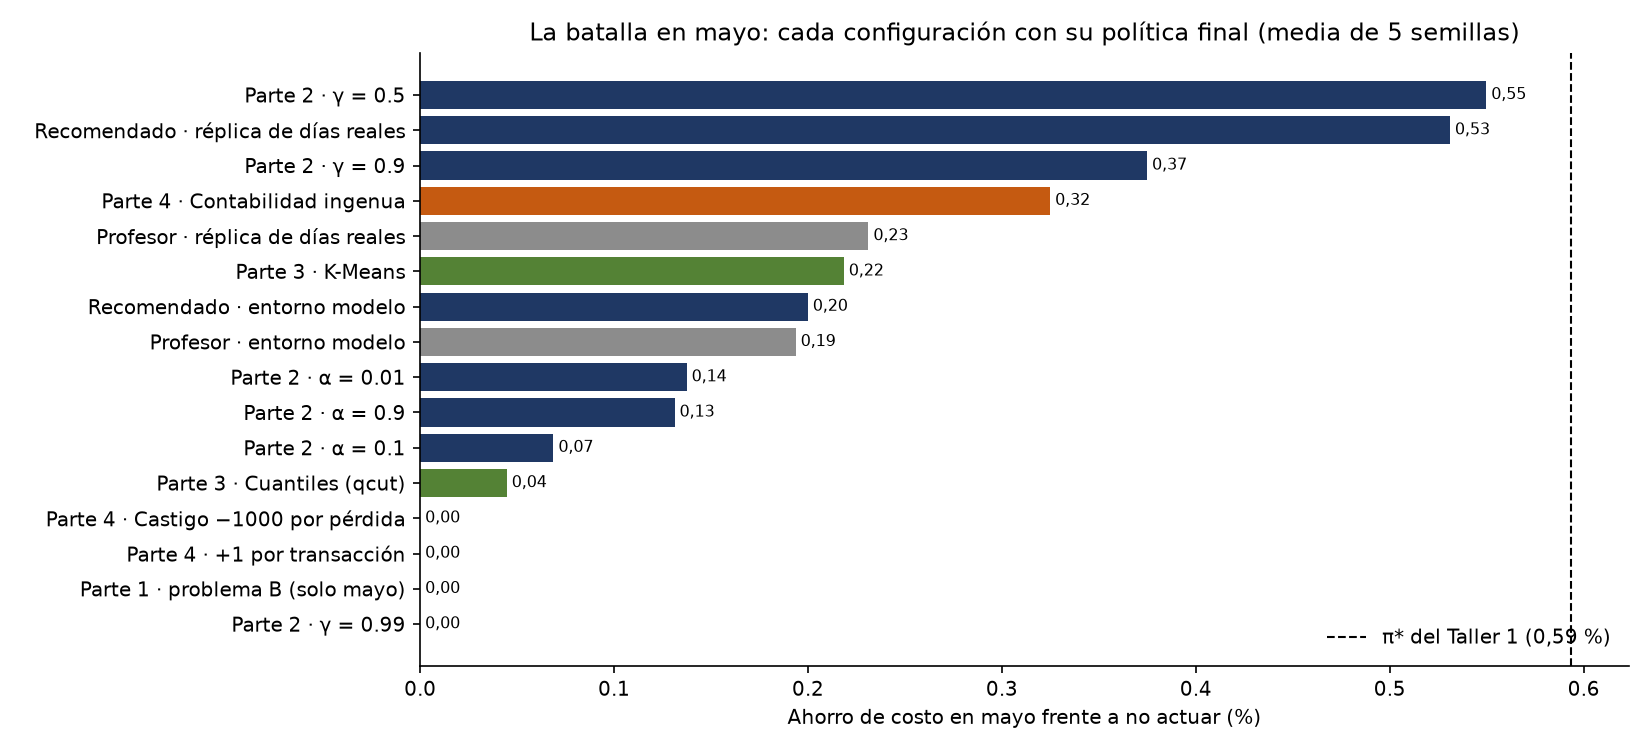 La batalla en mayo: cada configuración con su política final (media de 5 semillas)
Parte 2 · γ = 0.5 0,55
Recomendado · réplica de días reales 0,53
Parte 2 · γ = 0.9 0,37
Parte 4 · Contabilidad ingenua 0,32
Profesor · réplica de días reales 0,23
Parte 3 · K-Means 0,22
Recomendado · entorno modelo 0,20
Profesor · entorno modelo 0,19
Parte 2 · α = 0.01 0,14
Parte 2 · α = 0.9 0,13
Parte 2 · α = 0.1 0,07
Parte 3 · Cuantiles (qcut) 0,04
Parte 4 · Castigo −1000 por pérdida 0,00
Parte 4 · +1 por transacción 0,00
Parte 1 · problema B (solo mayo) 0,00
Parte 2 · γ = 0.99 0,00
π* del Taller 1 (0,59 %)
0.0 0.1 0.2 0.3 0.4 0.5 0.6
Ahorro de costo en mayo frente a no actuar (%)